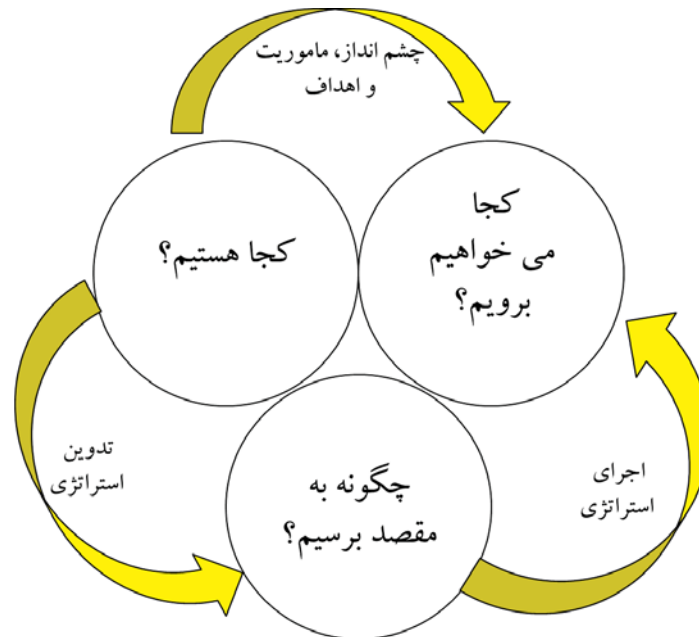 چشم انداز، ماموریت
و اهداف
کجا
می خواهیم
برویم؟
کجا هستیم؟
تدوین
استراتژی
چگونه به
مقصد برسیم؟
اجرای
استراتژی